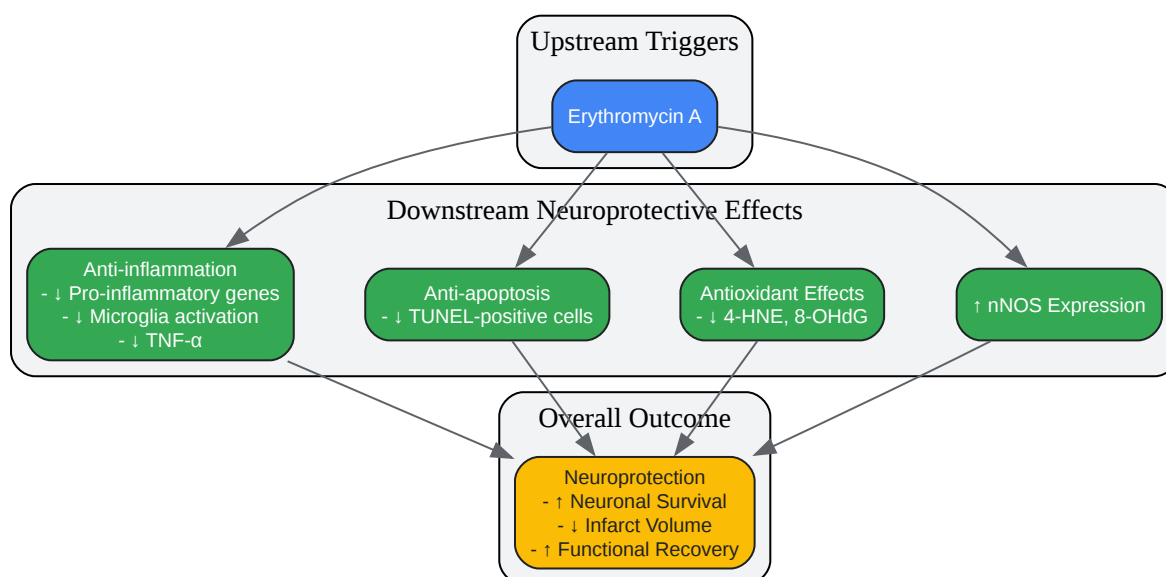 Upstream Triggers
Erythromycin A
Downstream Neuroprotective Effects
Anti-inflammation
- ↓ Pro-inflammatory genes
- ↓ Microglia activation
- ↓ TNF-α
Anti-apoptosis
- ↓ TUNEL-positive cells
Antioxidant Effects
- ↓ 4-HNE, 8-OHdG
↑ nNOS Expression
Overall Outcome
Neuroprotection
- ↑ Neuronal Survival
- ↓ Infarct Volume
- ↑ Functional Recovery